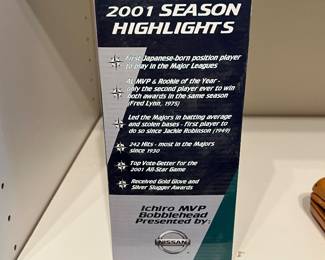 2001 SEASON
HIGHLIGHTS
First Japanese-born position player
to play in the Major Leagues
AL MVP & Rookie of the Year -
only the second player ever to win
both awards in the same season
(Fred Lynn, 1975)
Led the Majors in batting average
and stolen bases - first player to
do so since Jackie Robinson (1949)
242 Hits - most in the Majors
since 1930
Top Vote-Getter for the
2001 All-Star Game
Received Gold Glove and
Silver Slugger Awards
Ichiro MVP
Bobblehead
Presented by:
NISSAN